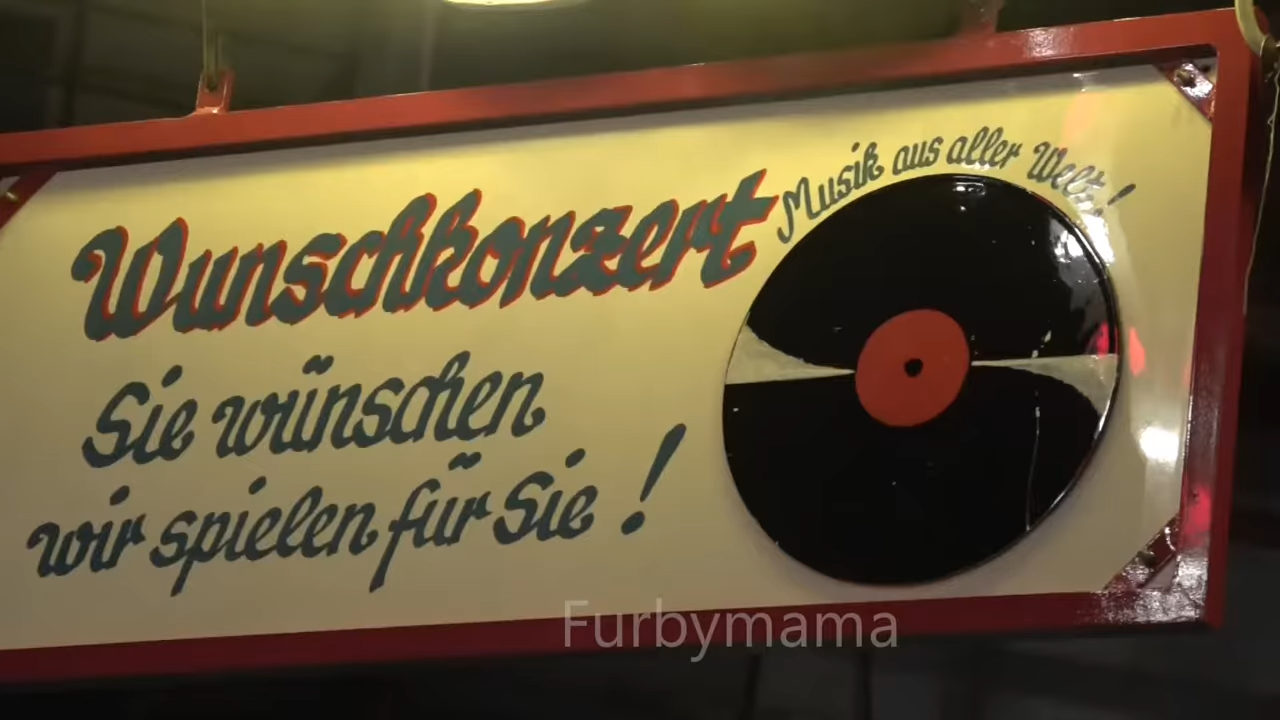 Wunschkonzert
Musik aus aller Welt!
Sie wünschen
wir spielen für Sie!
Furbymama